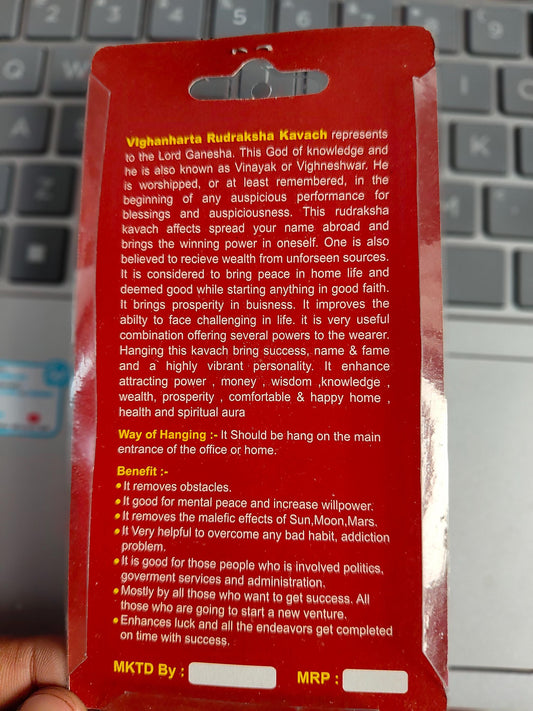 Vighanharta Rudraksha Kavach represents
to the Lord Ganesha. This God of knowledge and
he is also known as Vinayak or Vighneshwar. He
is worshipped, or at least remembered, in the
beginning of any auspicious performance for
blessings and auspiciousness. This rudraksha
kavach affects spread your name abroad and
brings the winning power in oneself. One is also
believed to recieve wealth from unforseen sources.
It is considered to bring peace in home life and
deemed good while starting anything in good faith.
It brings prosperity in buisness. It improves the
abilty to face challenging in life. it is very useful
combination offering several powers to the wearer.
Hanging this kavach bring success, name & fame
and a highly vibrant personality. It enhance
attracting power , money , wisdom ,knowledge ,
wealth, prosperity , comfortable & happy home ,
health and spiritual aura
Way of Hanging :- It Should be hang on the main
entrance of the office or home.
Benefit :-
• It removes obstacles.
• It good for mental peace and increase willpower.
• It removes the malefic effects of Sun,Moon,Mars.
• It Very helpful to overcome any bad habit, addiction
problem.
• It is good for those people who is involved politics,
goverment services and administration.
• Mostly by all those who want to get success. All
those who are going to start a new venture.
• Enhances luck and all the endeavors get completed
on time with success.
MKTD By : MRP :